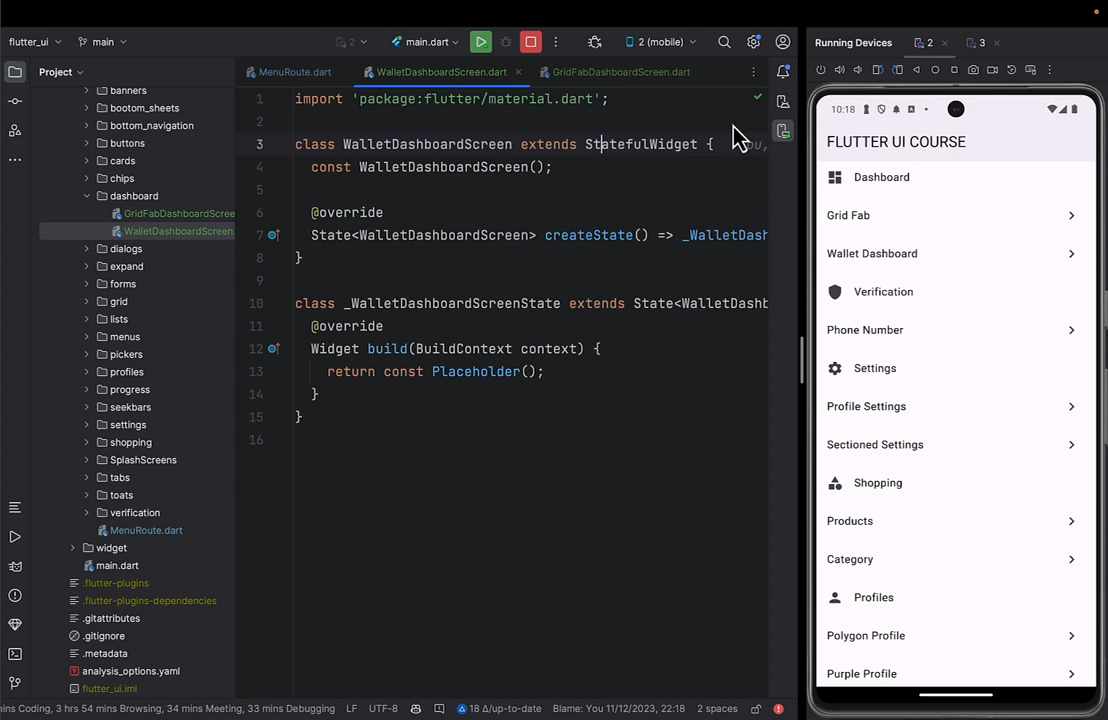 flutter_ui
main
2
main.dart
2 (mobile)
Running Devices
2
3
Project
MenuRoute.dart
WalletDashboardScreen.dart
GridFabDashboardScreen.dart
banners
bootom_sheets
bottom_navigation
buttons
cards
chips
dashboard
GridFabDashboardScree
WalletDashboardScreen.
dialogs
expand
forms
grid
lists
menus
pickers
profiles
progress
seekbars
settings
shopping
SplashScreens
tabs
toats
verification
MenuRoute.dart
widget
main.dart
.flutter-plugins
.flutter-plugins-dependencies
.gitattributes
.gitignore
.metadata
analysis_options.yaml
flutter_ui.iml
1 import 'package:flutter/material.dart';
2
3 class WalletDashboardScreen extends StatefulWidget {
4 const WalletDashboardScreen();
5
6 @override
7 State<WalletDashboardScreen> createState() => _WalletDash
8 }
9
10 class _WalletDashboardScreenState extends State<WalletDashb
11 @override
12 Widget build(BuildContext context) {
13 return const Placeholder();
14 }
15 }
16
10:18
FLUTTER UI COURSE
Dashboard
Grid Fab
Wallet Dashboard
Verification
Phone Number
Settings
Profile Settings
Sectioned Settings
Shopping
Products
Category
Profiles
Polygon Profile
Purple Profile
mins Coding, 3 hrs 54 mins Browsing, 34 mins Meeting, 33 mins Debugging
LF
UTF-8
18 Δ/up-to-date
Blame: You 11/12/2023, 22:18
2 spaces